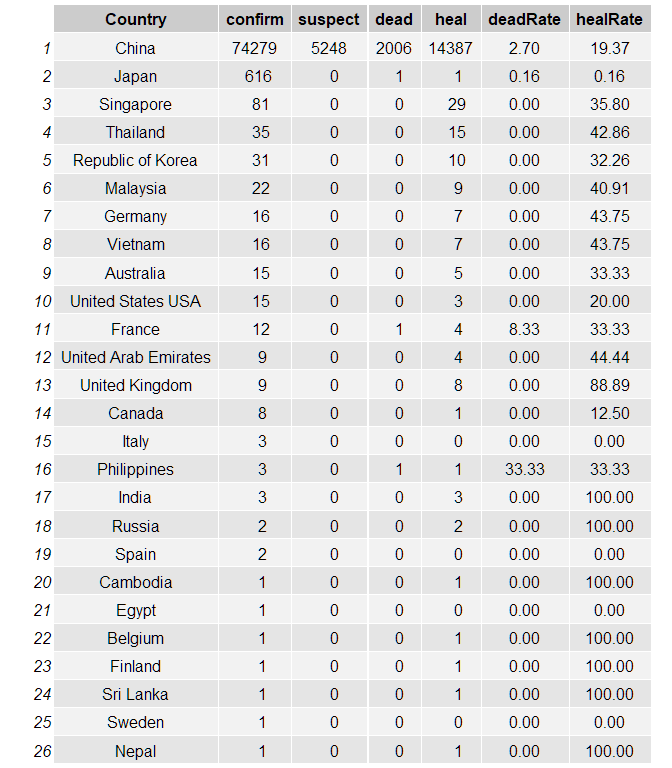 Country confirm suspect dead heal deadRate healRate
1 China 74279 5248 2006 14387 2.70 19.37
2 Japan 616 0 1 1 0.16 0.16
3 Singapore 81 0 0 29 0.00 35.80
4 Thailand 35 0 0 15 0.00 42.86
5 Republic of Korea 31 0 0 10 0.00 32.26
6 Malaysia 22 0 0 9 0.00 40.91
7 Germany 16 0 0 7 0.00 43.75
8 Vietnam 16 0 0 7 0.00 43.75
9 Australia 15 0 0 5 0.00 33.33
10 United States USA 15 0 0 3 0.00 20.00
11 France 12 0 1 4 8.33 33.33
12 United Arab Emirates 9 0 0 4 0.00 44.44
13 United Kingdom 9 0 0 8 0.00 88.89
14 Canada 8 0 0 1 0.00 12.50
15 Italy 3 0 0 0 0.00 0.00
16 Philippines 3 0 1 1 33.33 33.33
17 India 3 0 0 3 0.00 100.00
18 Russia 2 0 0 2 0.00 100.00
19 Spain 2 0 0 0 0.00 0.00
20 Cambodia 1 0 0 1 0.00 100.00
21 Egypt 1 0 0 0 0.00 0.00
22 Belgium 1 0 0 1 0.00 100.00
23 Finland 1 0 0 1 0.00 100.00
24 Sri Lanka 1 0 0 1 0.00 100.00
25 Sweden 1 0 0 0 0.00 0.00
26 Nepal 1 0 0 1 0.00 100.00